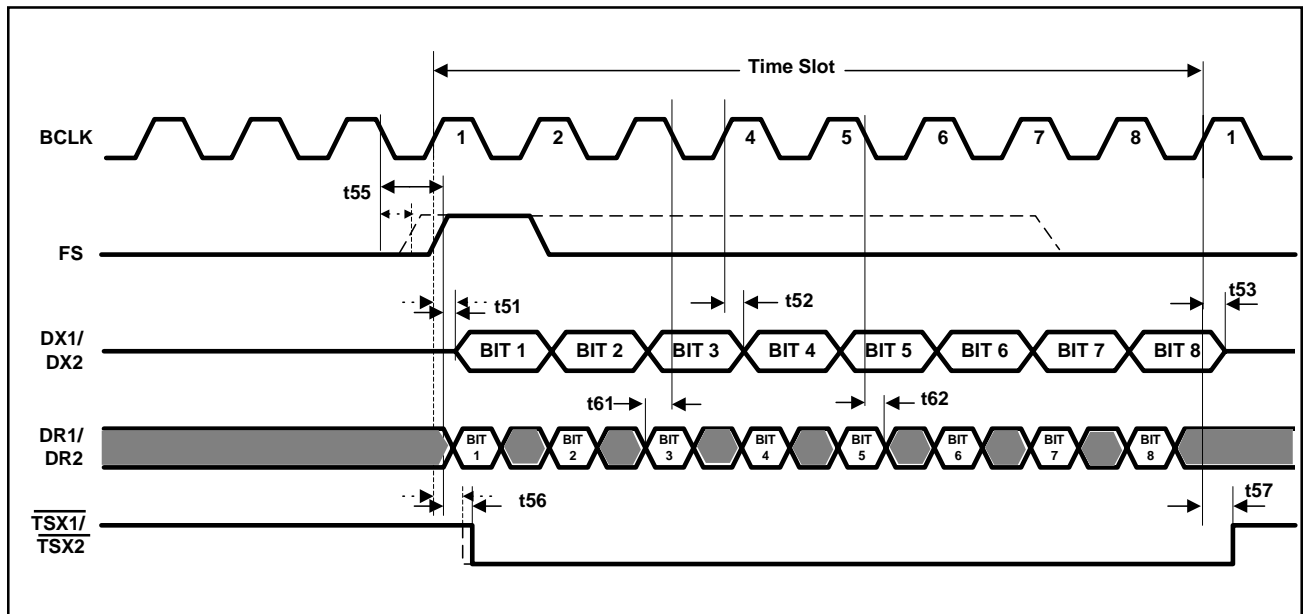 Time Slot
BCLK
1 2 4 5 6 7 8 1
t55
FS
t51 t52 t53
DX1/
DX2
BIT 1 BIT 2 BIT 3 BIT 4 BIT 5 BIT 6 BIT 7 BIT 8
t61 t62
DR1/
DR2
BIT 1 BIT 2 BIT 3 BIT 4 BIT 5 BIT 6 BIT 7 BIT 8
t56 t57
TSX1/
TSX2